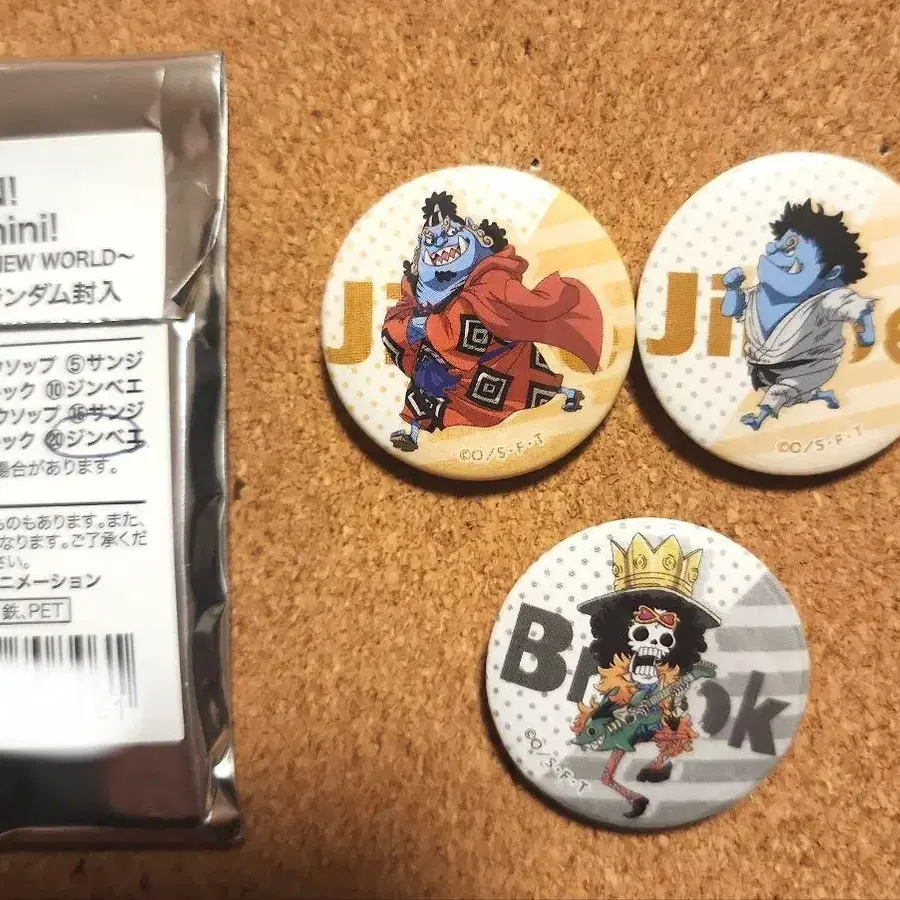 !
mini!
NEW WORLD～
ランダム封入
ウソップ ⑤サンジ
ック ⑩ジンベエ
ウソップ ⑮サンジ
ック ⑳ジンベエ
場合があります。
ものもあります。また、
なります。ご了承くだ
さい。
ニメーション
鉄、PET
Ji
©O/S・F・T
Ji
©O/S・F・T
Brook
©O/S・F・T